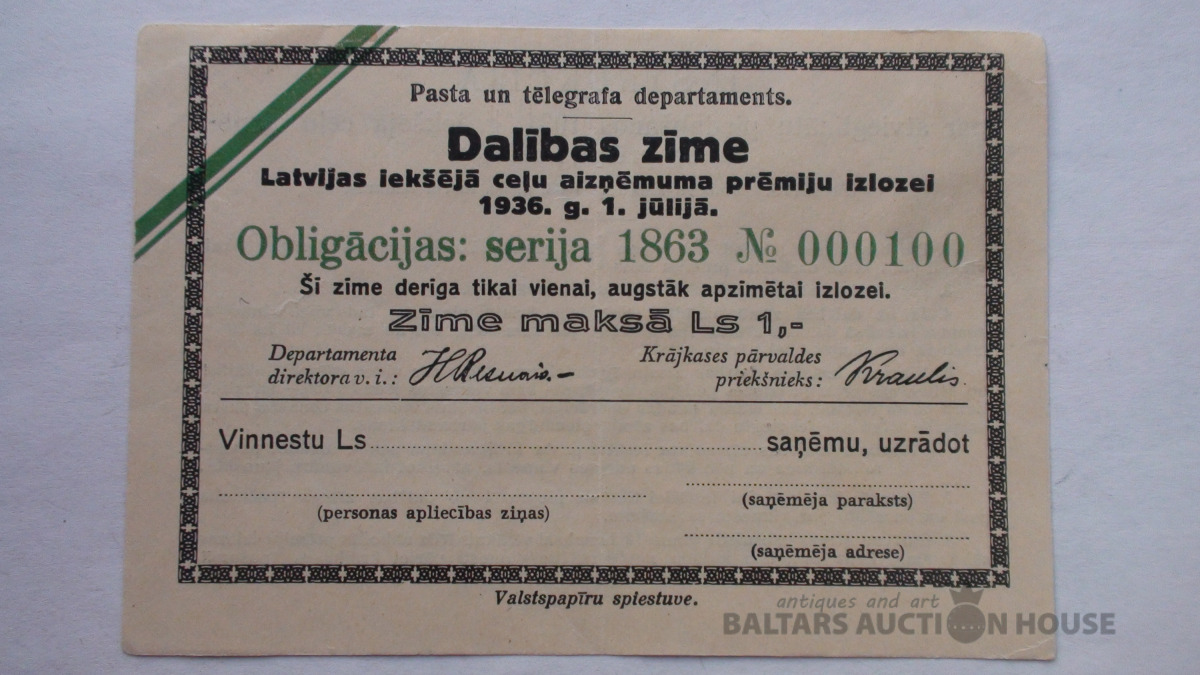 Pasta un tēlegrafa departaments.
Dalības zīme
Latvijas iekšējā ceļu aizņēmuma prēmiju izlozei
1936. g. 1. jūlijā.
Obligācijas: serija 1863 № 000100
Šī zīme derīga tikai vienai, augstāk apzīmētai izlozei.
Zīme maksā Ls 1,-
Departamenta
direktora v. i.:
Krājkases pārvaldes
priekšnieks: Kraulis.
Vinnestu Ls saņēmu, uzrādot
(personas apliecības ziņas)
(saņēmēja paraksts)
(saņēmēja adrese)
Valstspapīru spiestuve.
antiques and art
BALTARS AUCTION HOUSE